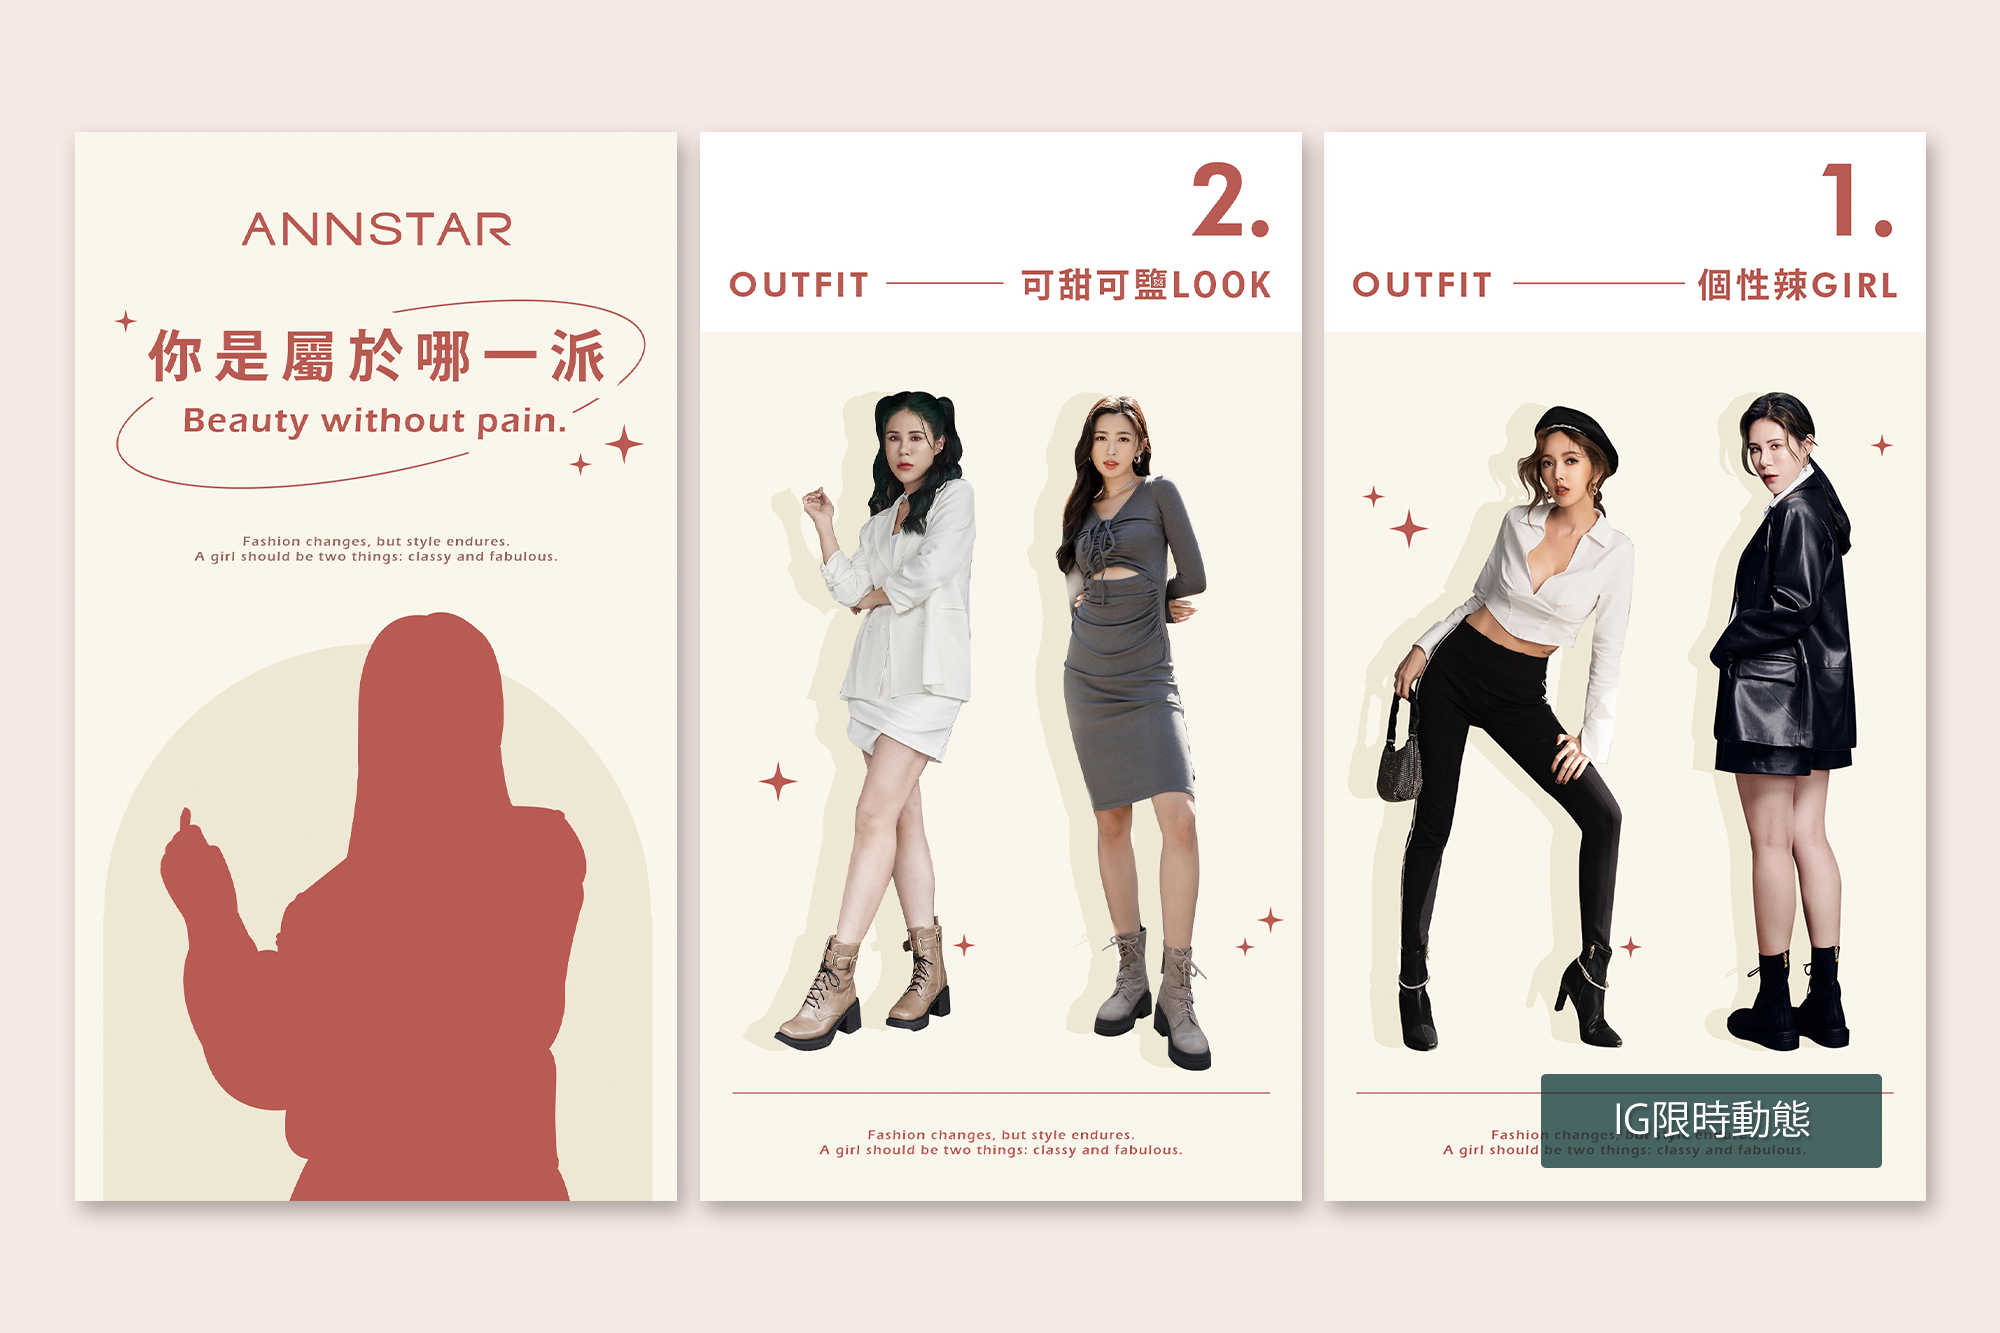 ANNSTAR
你是屬於哪一派
Beauty without pain.
Fashion changes, but style endures.
A girl should be two things: classy and fabulous.
2.
OUTFIT 可甜可鹽LOOK
Fashion changes, but style endures.
A girl should be two things: classy and fabulous.
1.
OUTFIT 個性辣GIRL
Fashion changes, but style endures.
A girl should be two things: classy and fabulous.
IG限時動態